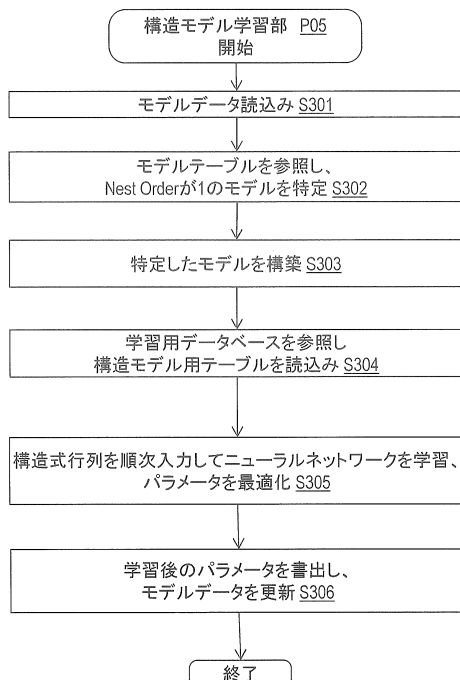 構造モデル学習部 P05
開始
モデルデータ読込み S301
モデルテーブルを参照し、
Nest Orderが1のモデルを特定 S302
特定したモデルを構築 S303
学習用データベースを参照し
構造モデル用テーブルを読込み S304
構造式行列を順次入力してニューラルネットワークを学習、
パラメータを最適化 S305
学習後のパラメータを書出し、
モデルデータを更新 S306
終了